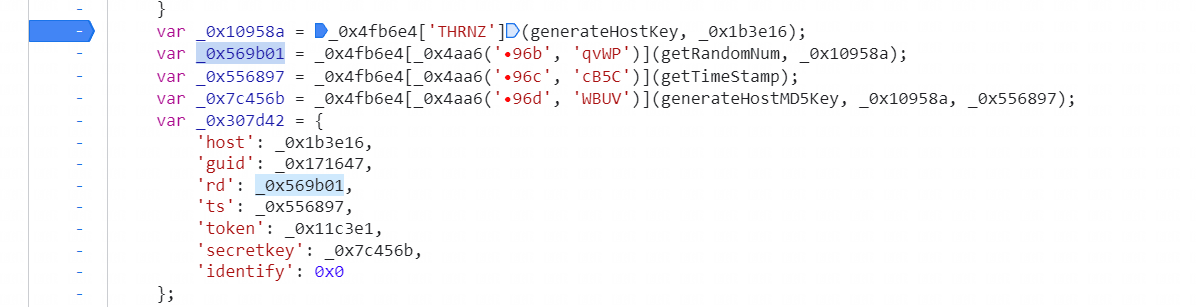 }
var _0x10958a = _0x4fb6e4['THRNZ'](generateHostKey, _0x1b3e16);
var _0x569b01 = _0x4fb6e4[_0x4aa6('•96b', 'qvWP')](getRandomNum, _0x10958a);
var _0x556897 = _0x4fb6e4[_0x4aa6('•96c', 'cB5C')](getTimeStamp);
var _0x7c456b = _0x4fb6e4[_0x4aa6('•96d', 'WBUV')](generateHostMD5Key, _0x10958a, _0x556897);
var _0x307d42 = {
'host': _0x1b3e16,
'guid': _0x171647,
'rd': _0x569b01,
'ts': _0x556897,
'token': _0x11c3e1,
'secretkey': _0x7c456b,
'identify': 0x0
};